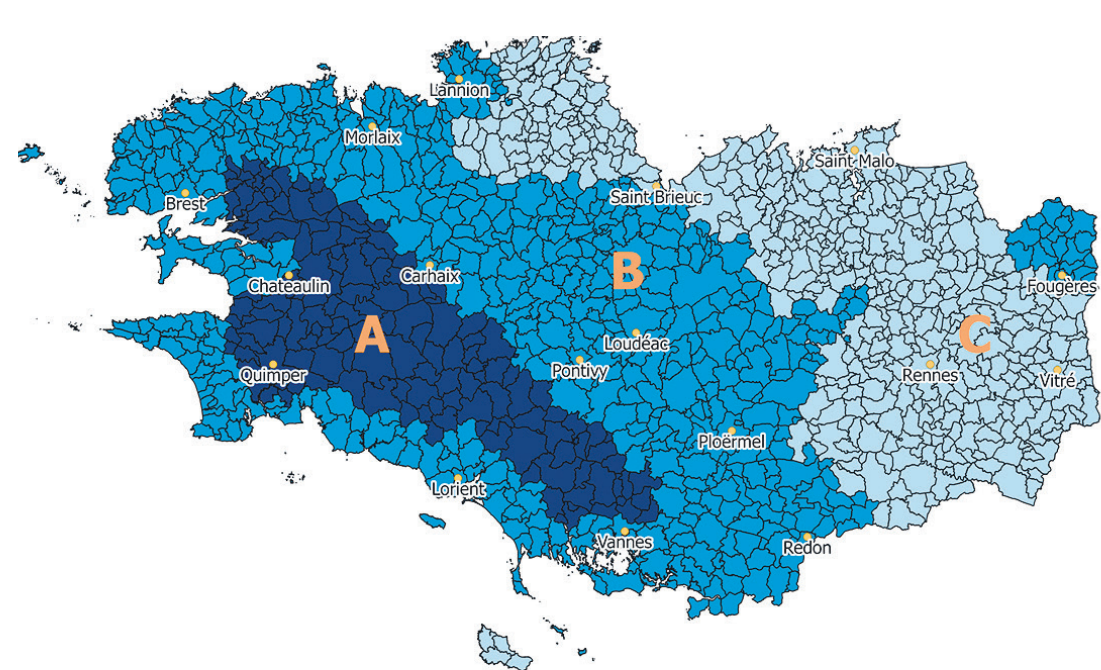 Lannion
Morlaix
Saint Malo
Saint Brieuc
Brest
B
Carhaix
Chateaulin
Fougères
A
C
Loudéac
Pontivy
Quimper
Rennes
Vitré
Ploërmel
Lorient
Vannes
Redon